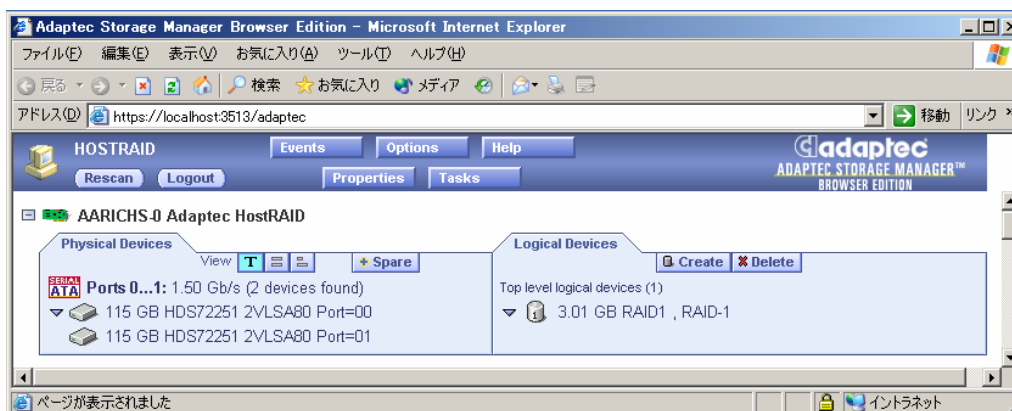 Adaptec Storage Manager Browser Edition - Microsoft Internet Explorer
ファイル(F) 編集(E) 表示(V) お気に入り(A) ツール(T) ヘルプ(H)
戻る 検索 お気に入り メディア
アドレス(D) https://localhost:3513/adaptec 移動 リンク »
HOSTRAID Events Options Help adaptec
Rescan Logout Properties Tasks ADAPTEC STORAGE MANAGER™
BROWSER EDITION
AARICHS-0 Adaptec HostRAID
Physical Devices
View T + Spare
SERIAL ATA Ports 0...1: 1.50 Gb/s (2 devices found)
115 GB HDS72251 2VLSA80 Port=00
115 GB HDS72251 2VLSA80 Port=01
Logical Devices
Create Delete
Top level logical devices (1)
1 3.01 GB RAID1 , RAID-1
ページが表示されました イントラネット